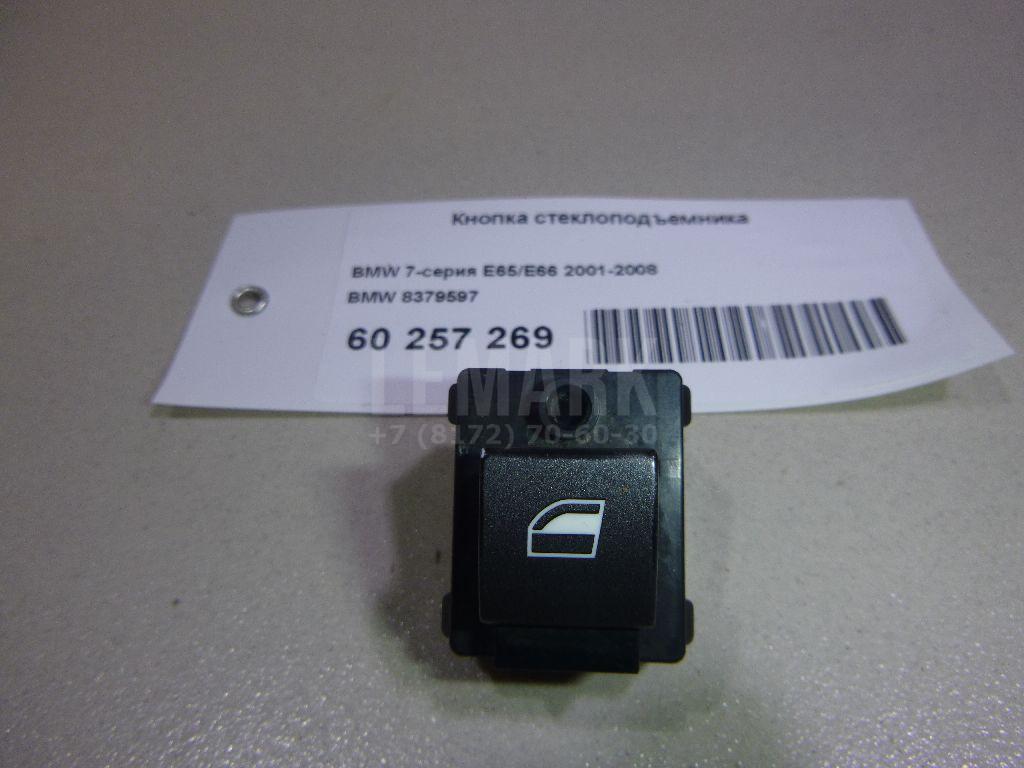 Кнопка стеклоподъемника
BMW 7-серия E65/E66 2001-2008
BMW 8379597
60 257 269
LEMARK
+7 (8172) 70-60-30